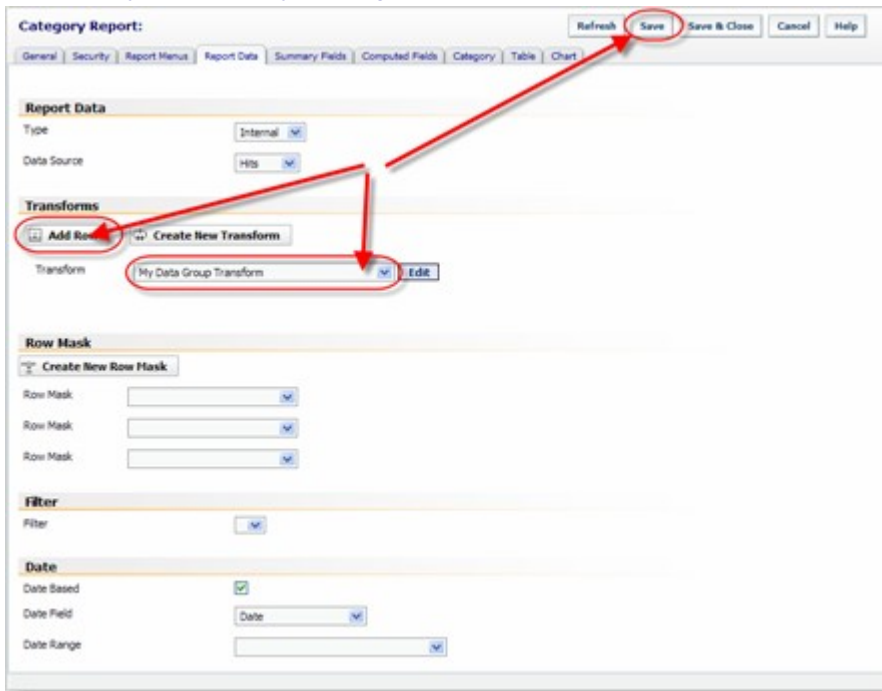 Category Report:
Refresh Save Save & Close Cancel Help
General Security Report Menus Report Data Summary Fields Computed Fields Category Table Chart
Report Data
Type Internal
Data Source Hits
Transforms
Add Row Create New Transform
Transform My Data Group Transform Edit
Row Mask
Create New Row Mask
Row Mask
Row Mask
Row Mask
Filter
Filter
Date
Date Based
Date Field Date
Date Range